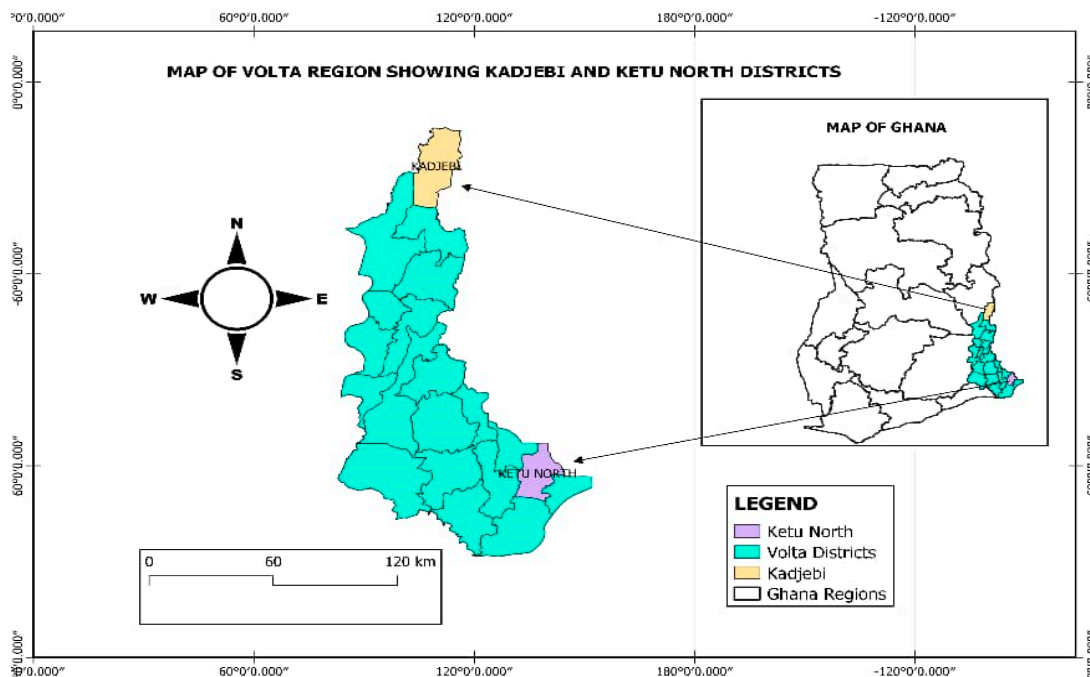 0°0'0.000" 60°0'0.000" 120°0'0.000" 180°0'0.000" -120°0'0.000"
MAP OF VOLTA REGION SHOWING KADJEBI AND KETU NORTH DISTRICTS
0°0'0.000"
MAP OF GHANA
KADJEBI
N
W E
S
-60°0'0.000"
60°0'0.000"
KETU NORTH
LEGEND
Ketu North
Volta Districts
Kadjebi
Ghana Regions
0 60 120 km
60°0'0.000" 120°0'0.000" 180°0'0.000" -120°0'0.000"